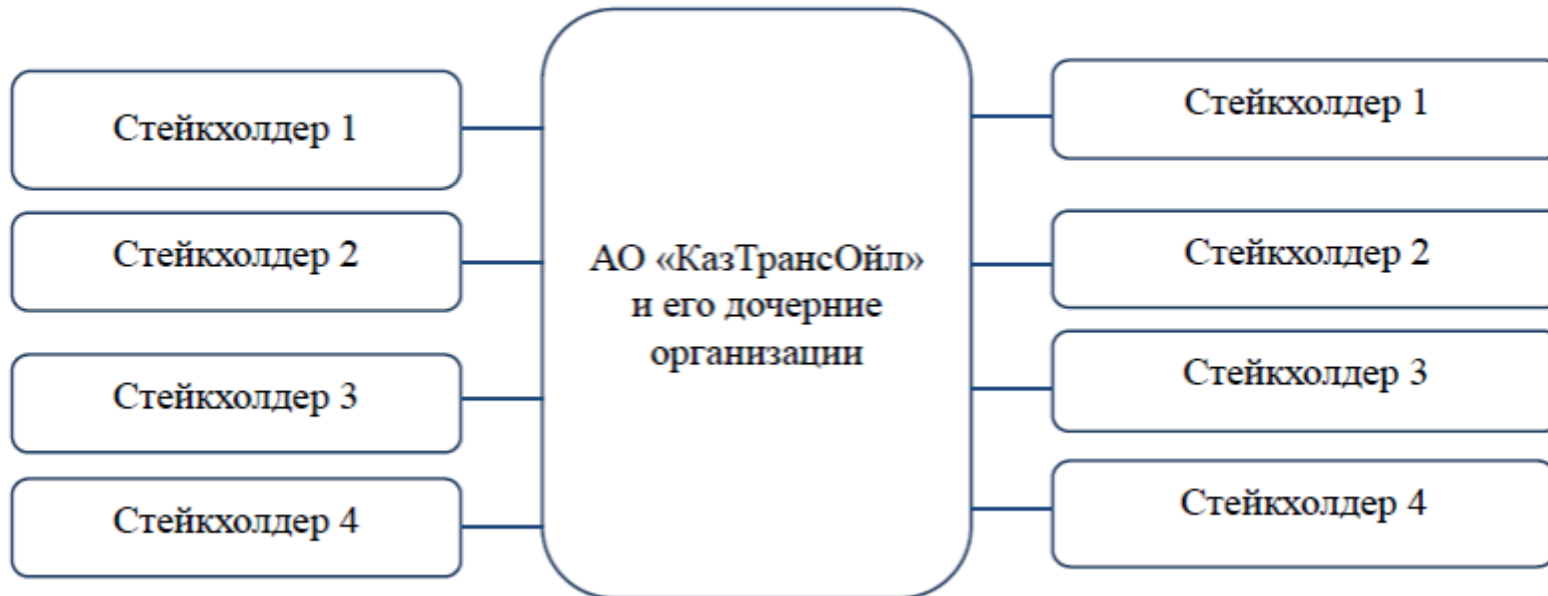 Стейкхолдер 1
Стейкхолдер 2
Стейкхолдер 3
Стейкхолдер 4
АО «КазТрансОйл»
и его дочерние
организации
Стейкхолдер 1
Стейкхолдер 2
Стейкхолдер 3
Стейкхолдер 4